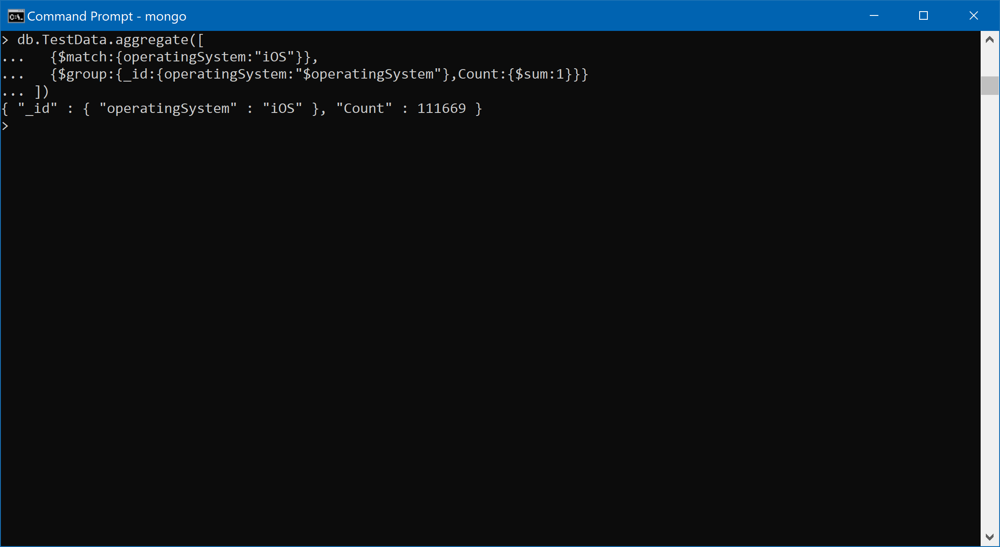 Command Prompt - mongo
> db.TestData.aggregate([
...   {$match:{operatingSystem:"iOS"}},
...   {$group:{_id:{operatingSystem:"$operatingSystem"},Count:{$sum:1}}}
... ])
{ "_id" : { "operatingSystem" : "iOS" }, "Count" : 111669 }
>